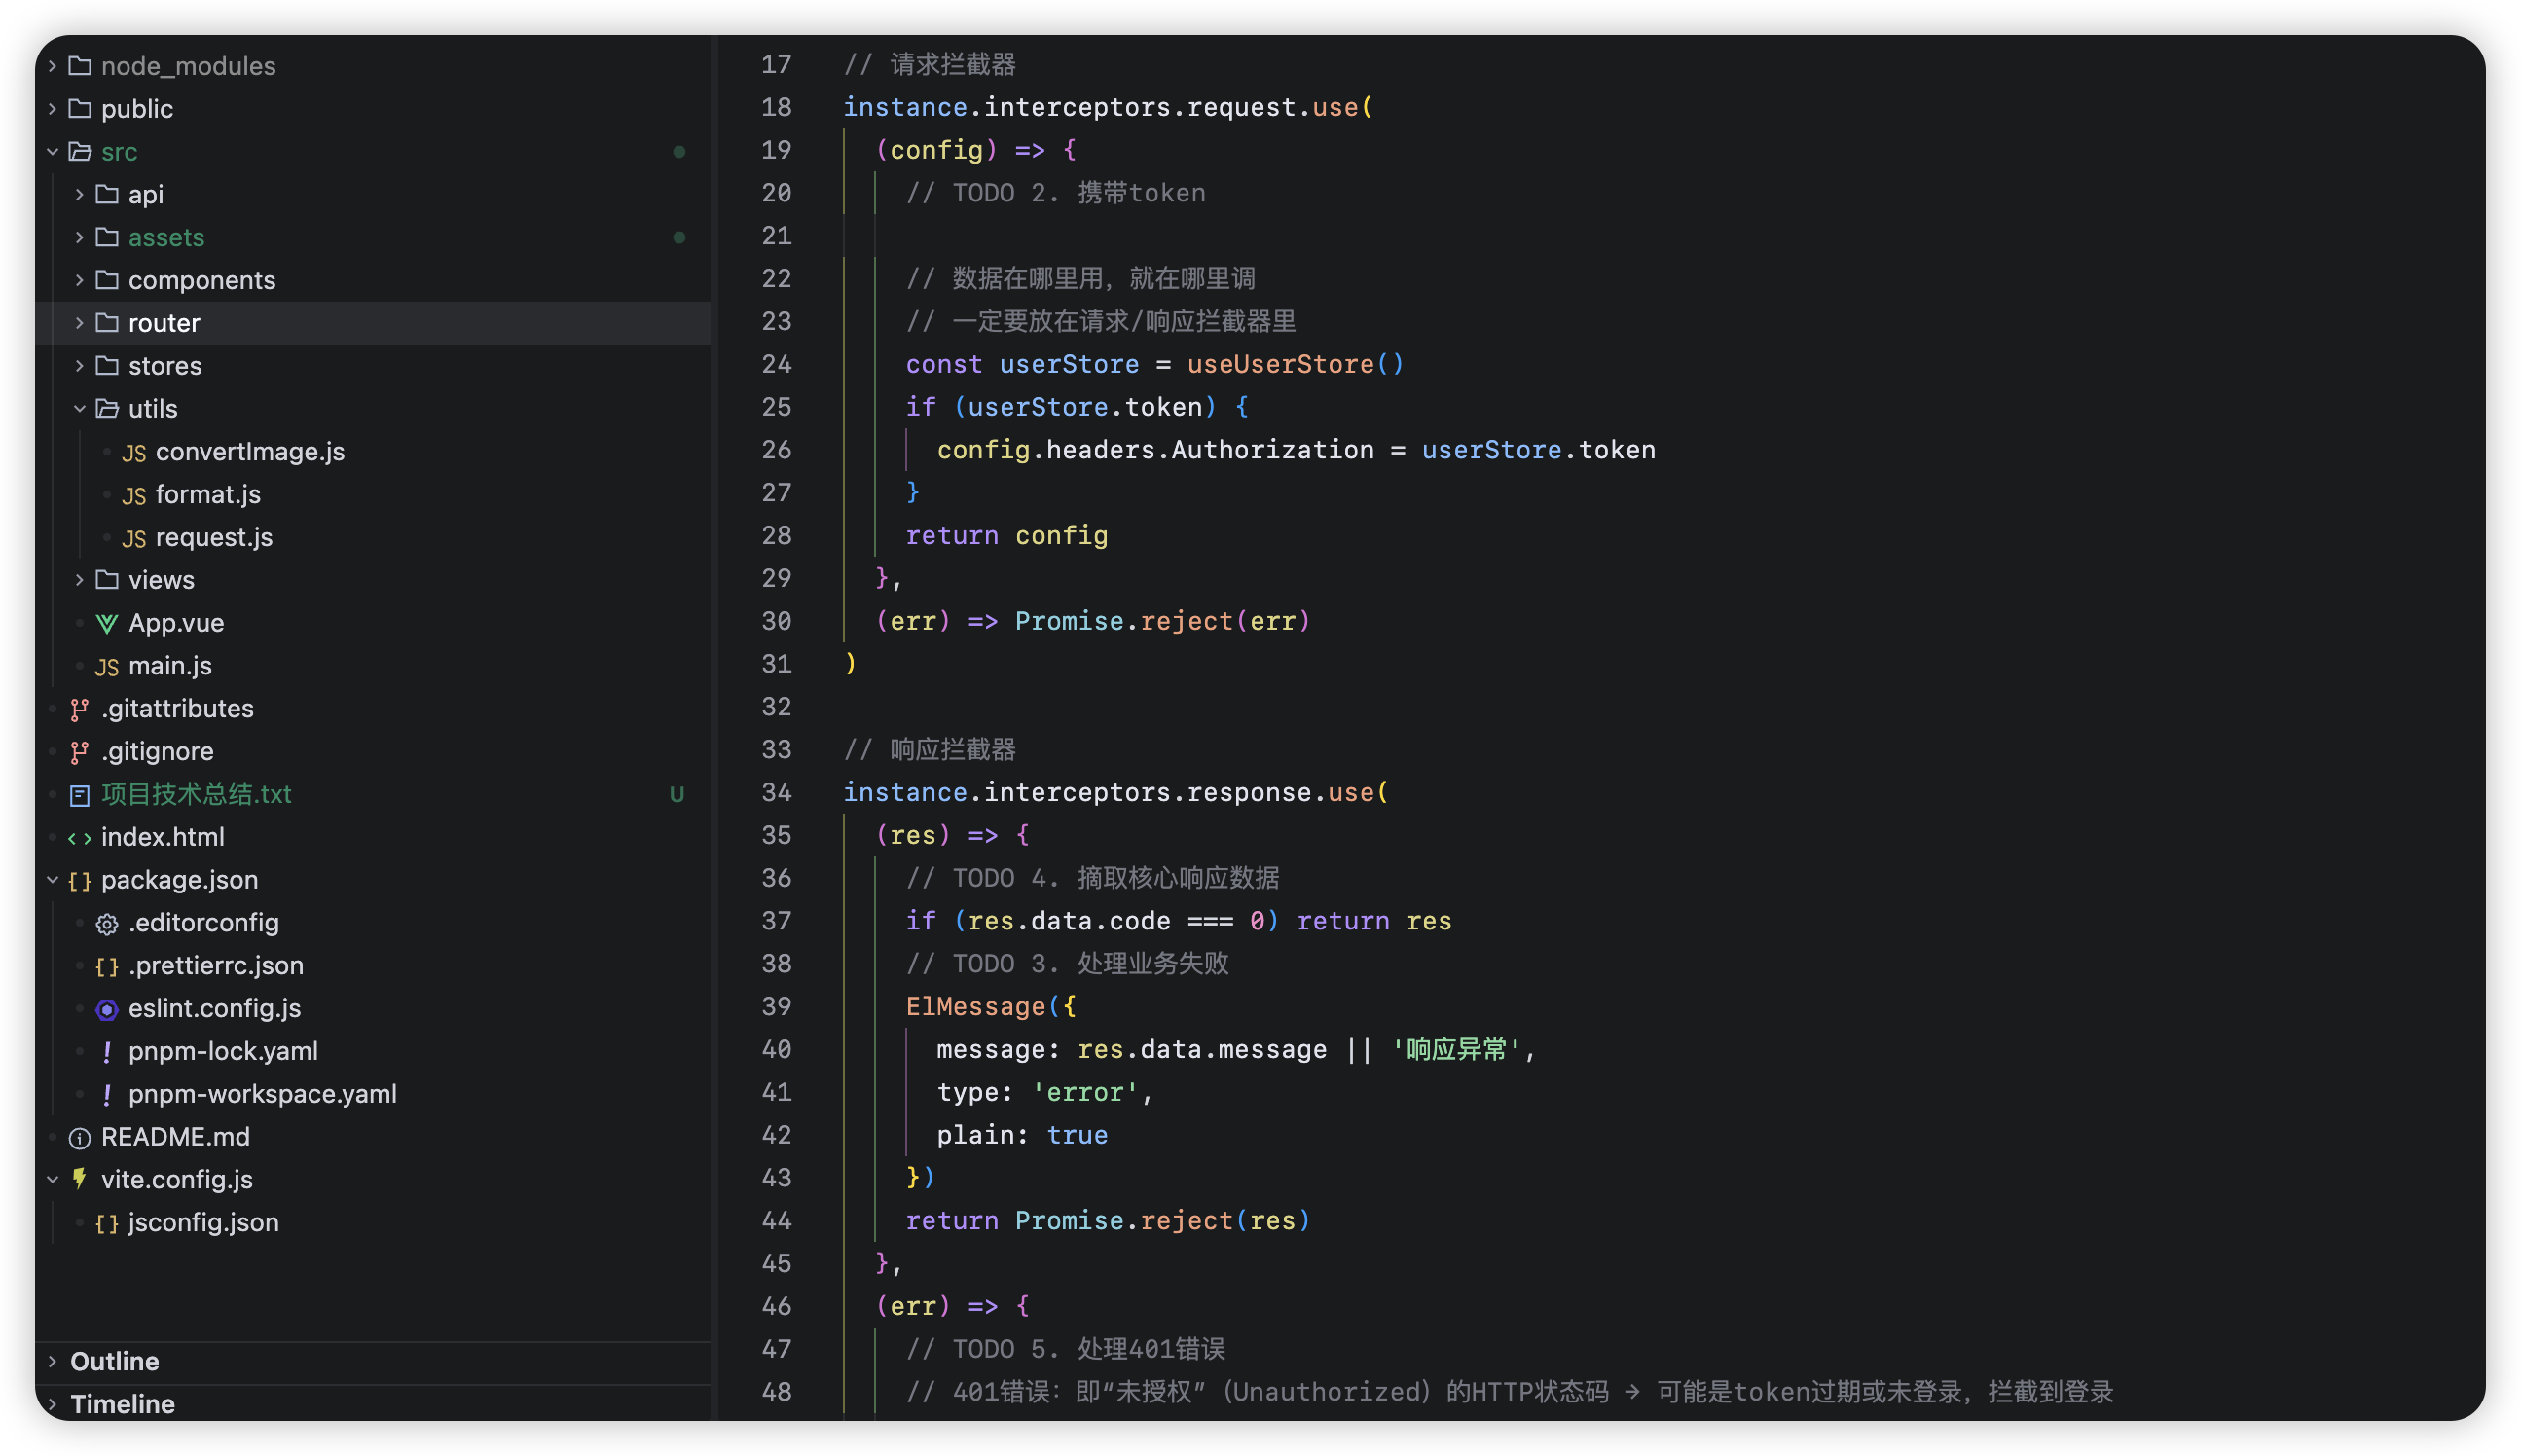 node_modules
public
src
api
assets
components
router
stores
utils
JS convertImage.js
JS format.js
JS request.js
views
App.vue
JS main.js
.gitattributes
.gitignore
项目技术总结.txt U
index.html
package.json
.editorconfig
.prettierrc.json
eslint.config.js
pnpm-lock.yaml
pnpm-workspace.yaml
README.md
vite.config.js
jsconfig.json
Outline
Timeline
17 // 请求拦截器
18 instance.interceptors.request.use(
19 (config) => {
20 // TODO 2. 携带token
21
22 // 数据在哪里用，就在哪里调
23 // 一定要放在请求/响应拦截器里
24 const userStore = useUserStore()
25 if (userStore.token) {
26 config.headers.Authorization = userStore.token
27 }
28 return config
29 },
30 (err) => Promise.reject(err)
31 )
32
33 // 响应拦截器
34 instance.interceptors.response.use(
35 (res) => {
36 // TODO 4. 摘取核心响应数据
37 if (res.data.code === 0) return res
38 // TODO 3. 处理业务失败
39 ElMessage({
40 message: res.data.message || '响应异常',
41 type: 'error',
42 plain: true
43 })
44 return Promise.reject(res)
45 },
46 (err) => {
47 // TODO 5. 处理401错误
48 // 401错误：即“未授权”（Unauthorized）的HTTP状态码 → 可能是token过期或未登录，拦截到登录